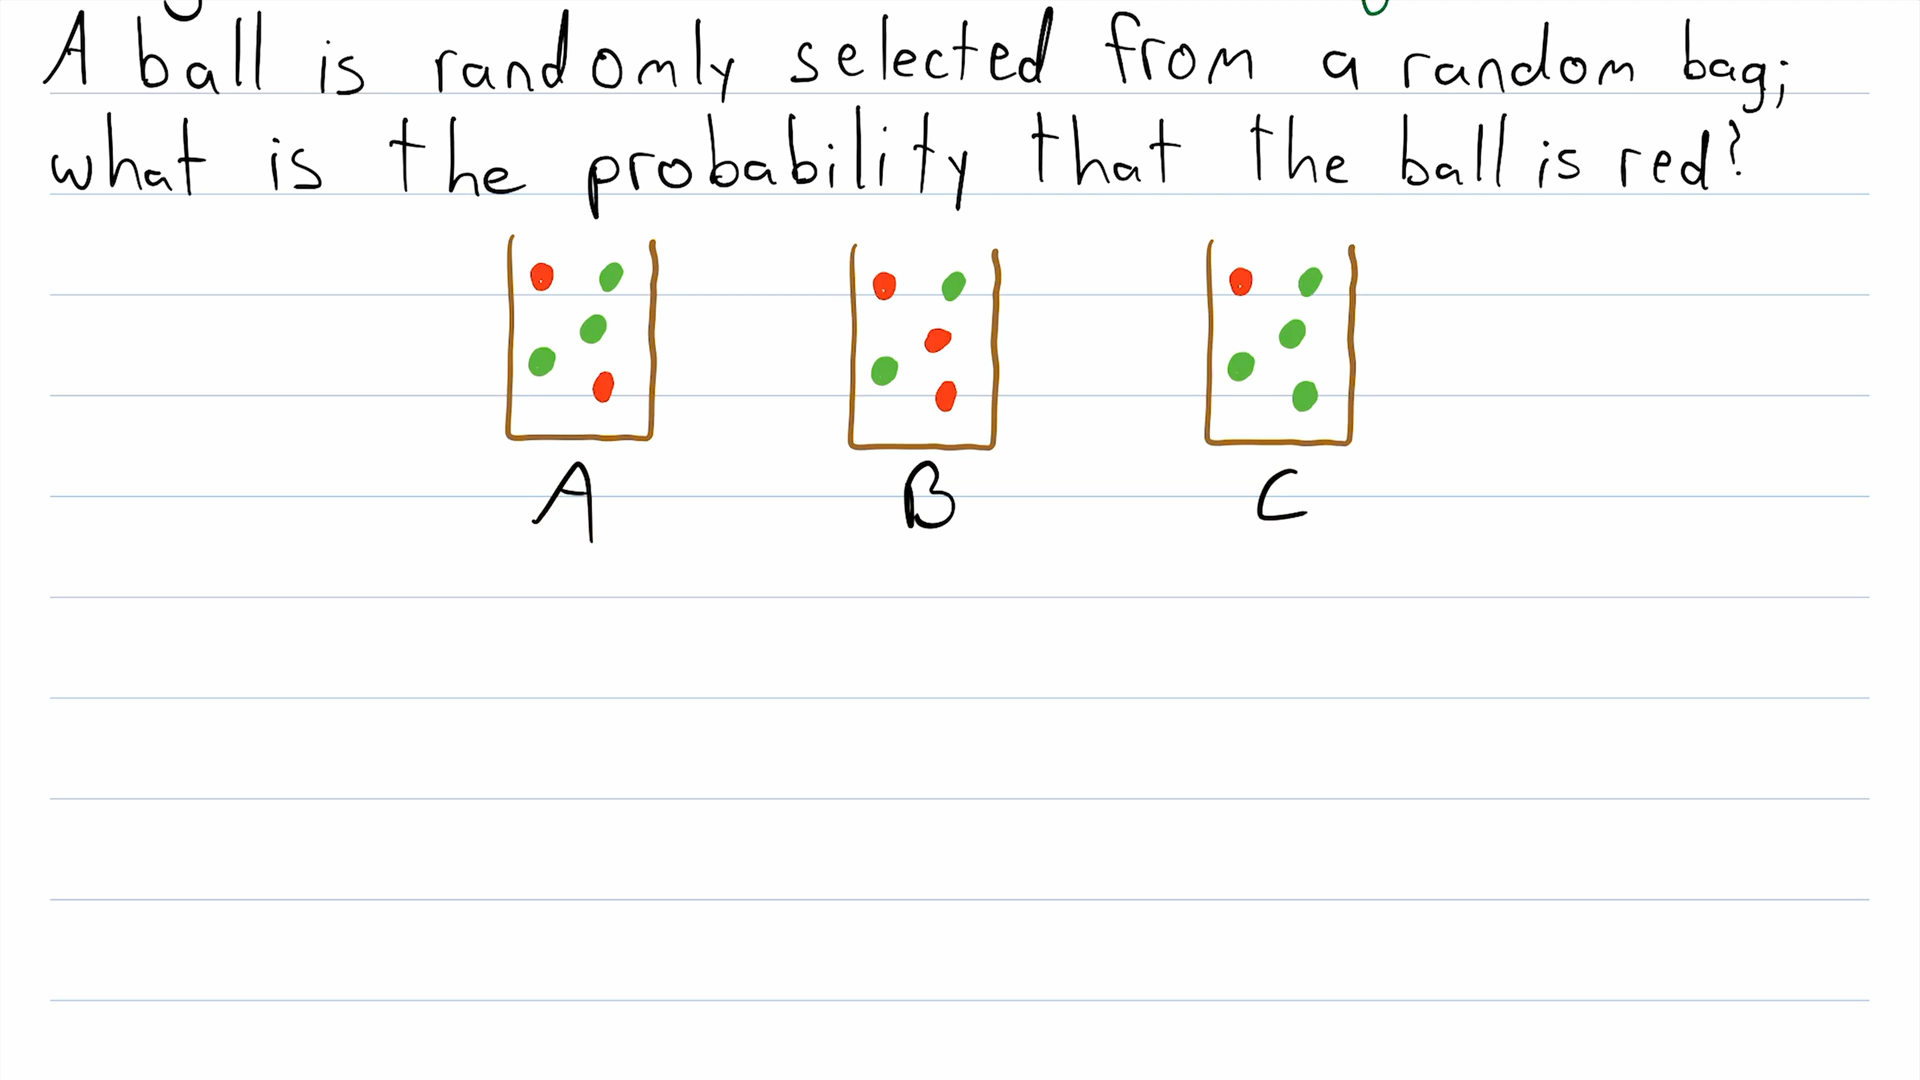 A ball is randomly selected from a random bag;
what is the probability that the ball is red?
A B C